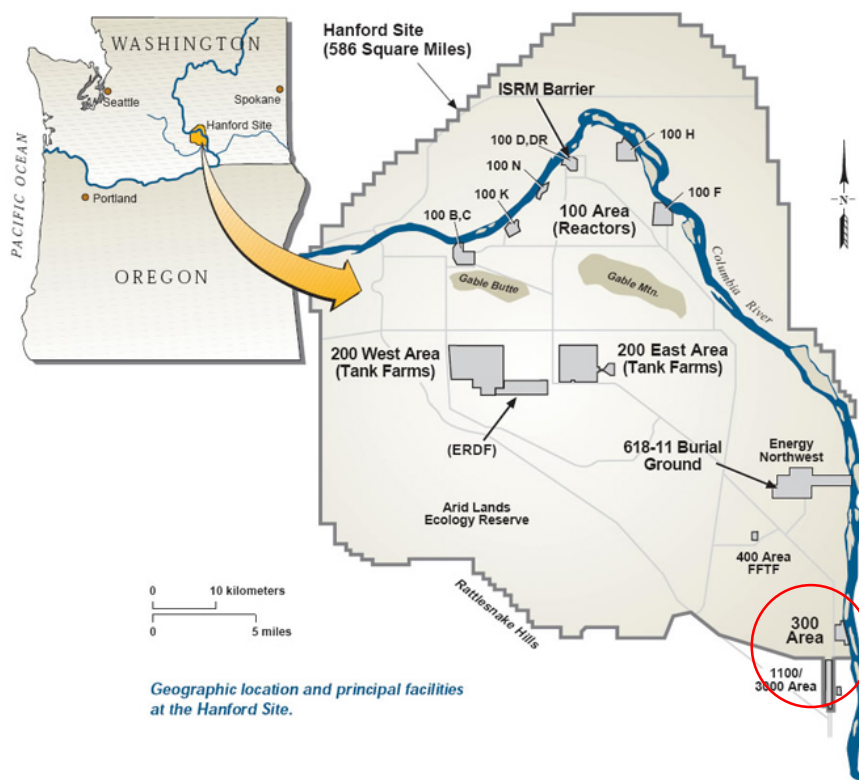 WASHINGTON
Seattle
Spokane
Hanford Site
PACIFIC OCEAN
Portland
OREGON
Hanford Site
(586 Square Miles)
ISRM Barrier
100 D,DR
100 H
100 N
100 K
100 F
100 B,C
100 Area
(Reactors)
N
Gable Butte
Gable Mtn.
Columbia River
200 West Area
(Tank Farms)
200 East Area
(Tank Farms)
(ERDF)
618-11 Burial
Ground
Energy
Northwest
Arid Lands
Ecology Reserve
400 Area
FFTF
Rattlesnake Hills
300
Area
1100/
3000 Area
0 10 kilometers
0 5 miles
Geographic location and principal facilities
at the Hanford Site.